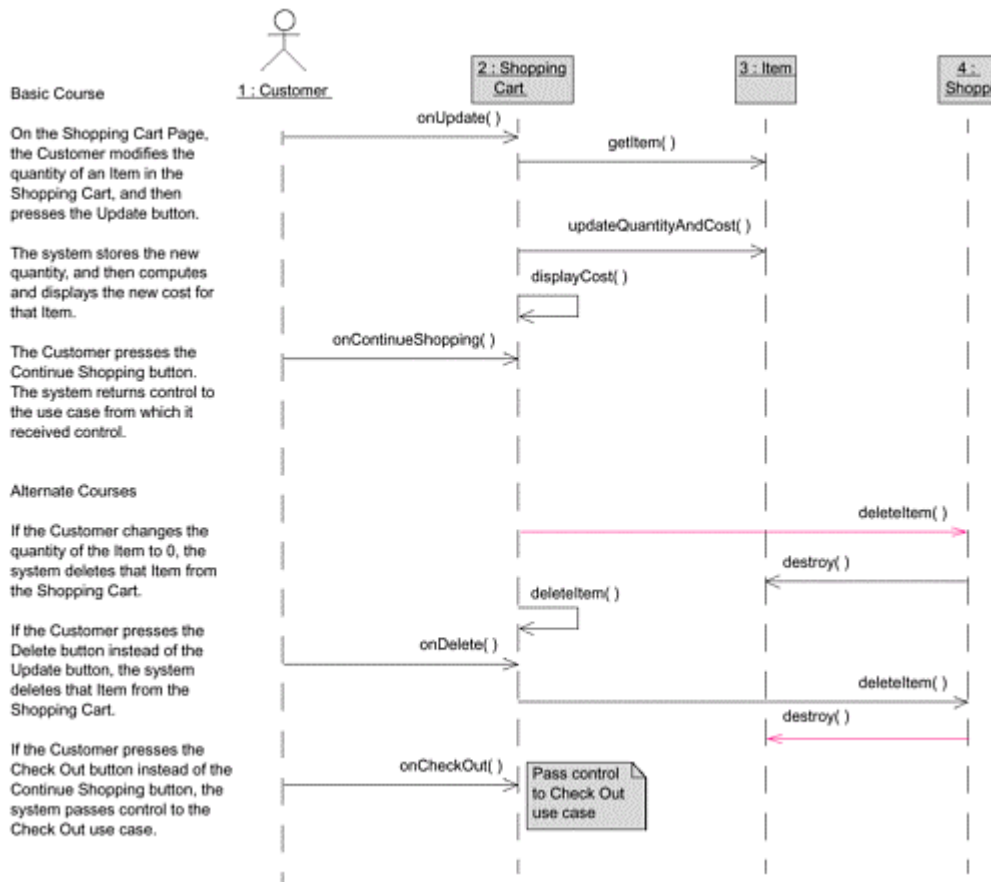 1 : Customer
2 : Shopping
Cart
3 : Item
4 :
Basic Course
On the Shopping Cart Page,
the Customer modifies the
quantity of an Item in the
Shopping Cart, and then
presses the Update button.
The system stores the new
quantity, and then computes
and displays the new cost for
that Item.
The Customer presses the
Continue Shopping button.
The system returns control to
the use case from which it
received control.
Alternate Courses
If the Customer changes the
quantity of the Item to 0, the
system deletes that Item from
the Shopping Cart.
If the Customer presses the
Delete button instead of the
Update button, the system
deletes that Item from the
Shopping Cart.
If the Customer presses the
Check Out button instead of the
Continue Shopping button, the
system passes control to the
Check Out use case.
onUpdate( )
getItem( )
updateQuantityAndCost( )
displayCost( )
onContinueShopping( )
deleteItem( )
destroy( )
deleteItem( )
onDelete( )
deleteItem( )
destroy( )
onCheckOut( )
Pass control
to Check Out
use case